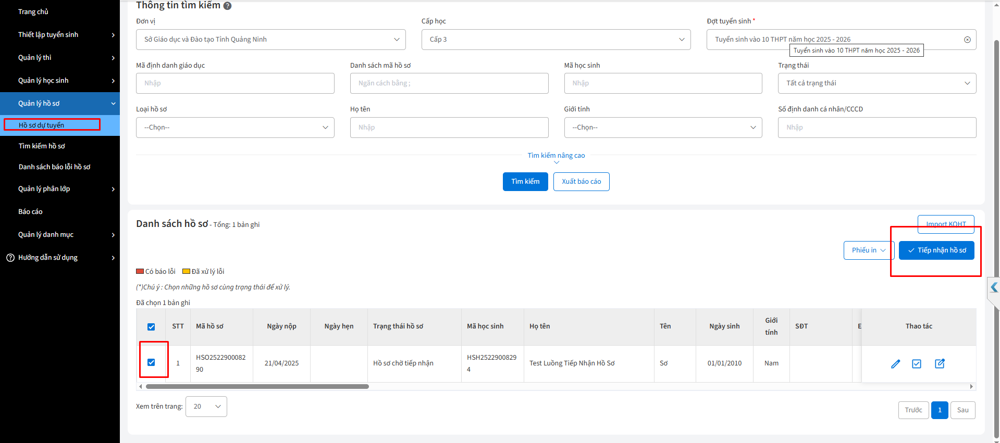 Trang chủ
Thiết lập tuyển sinh
Quản lý thi
Quản lý học sinh
Quản lý hồ sơ
Hồ sơ dự tuyển
Tìm kiếm hồ sơ
Danh sách báo lỗi hồ sơ
Quản lý phân lớp
Báo cáo
Quản lý danh mục
Hướng dẫn sử dụng
Thông tin tìm kiếm
Đơn vị
Cấp học
Đợt tuyển sinh *
Sở Giáo dục và Đào tạo Tỉnh Quảng Ninh
Cấp 3
Tuyển sinh vào 10 THPT năm học 2025 - 2026
Tuyển sinh vào 10 THPT năm học 2025 - 2026
Mã định danh giáo dục
Danh sách mã hồ sơ
Mã học sinh
Trạng thái
Nhập
Ngăn cách bằng ;
Nhập
Tất cả trạng thái
Loại hồ sơ
Họ tên
Giới tính
Số định danh cá nhân/CCCD
--Chọn--
Nhập
--Chọn--
Nhập
Tìm kiếm nâng cao
Tìm kiếm
Xuất báo cáo
Danh sách hồ sơ - Tổng: 1 bản ghi
Import KQHT
Phiếu in
Tiếp nhận hồ sơ
Có báo lỗi
Đã xử lý lỗi
(*)Chú ý : Chọn những hồ sơ cùng trạng thái để xử lý.
Đã chọn 1 bản ghi
STT
Mã hồ sơ
Ngày nộp
Ngày hẹn
Trạng thái hồ sơ
Mã học sinh
Họ tên
Tên
Ngày sinh
Giới
tính
SĐT
E
Thao tác
1
HSO2522900082
90
21/04/2025
Hồ sơ chờ tiếp nhận
HSH2522900829
4
Test Luồng Tiếp Nhận Hồ Sơ
Sơ
01/01/2010
Nam
Xem trên trang:
20
Trước
1
Sau